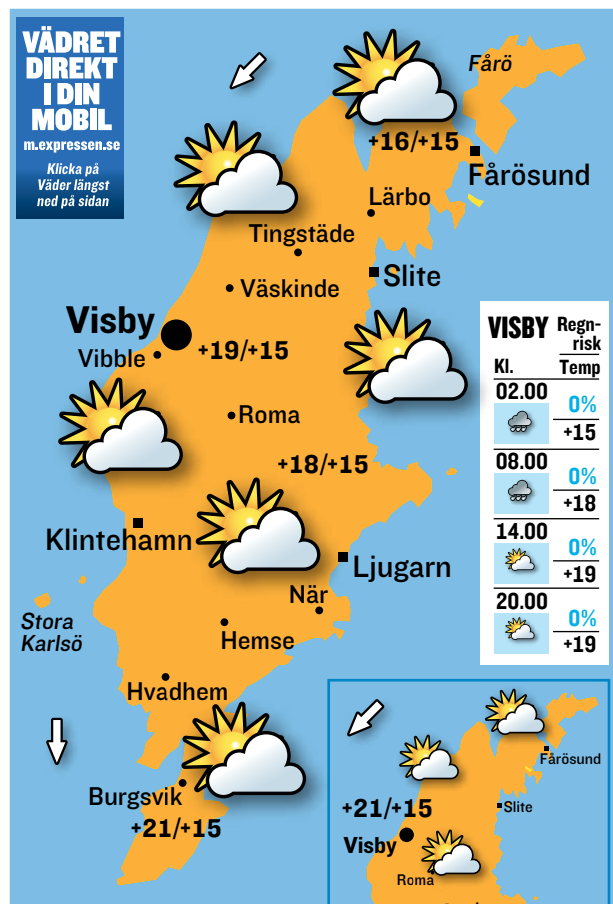 VÄDRET
DIREKT
I DIN
MOBIL
m.expressen.se
Klicka på
Väder längst
ned på sidan
Fårö
+16/+15
Fårösund
Lärbo
Tingstäde
Slite
Väskinde
Visby
+19/+15
Vibble
Roma
+18/+15
Klintehamn
Ljugarn
När
Stora
Karlsö
Hemse
Hvadhem
Burgsvik
+21/+15
VISBY Regn-
risk
Kl. Temp
02.00
0%
+15
08.00
0%
+18
14.00
0%
+19
20.00
0%
+19
Fårösund
+21/+15
Slite
Visby
Roma